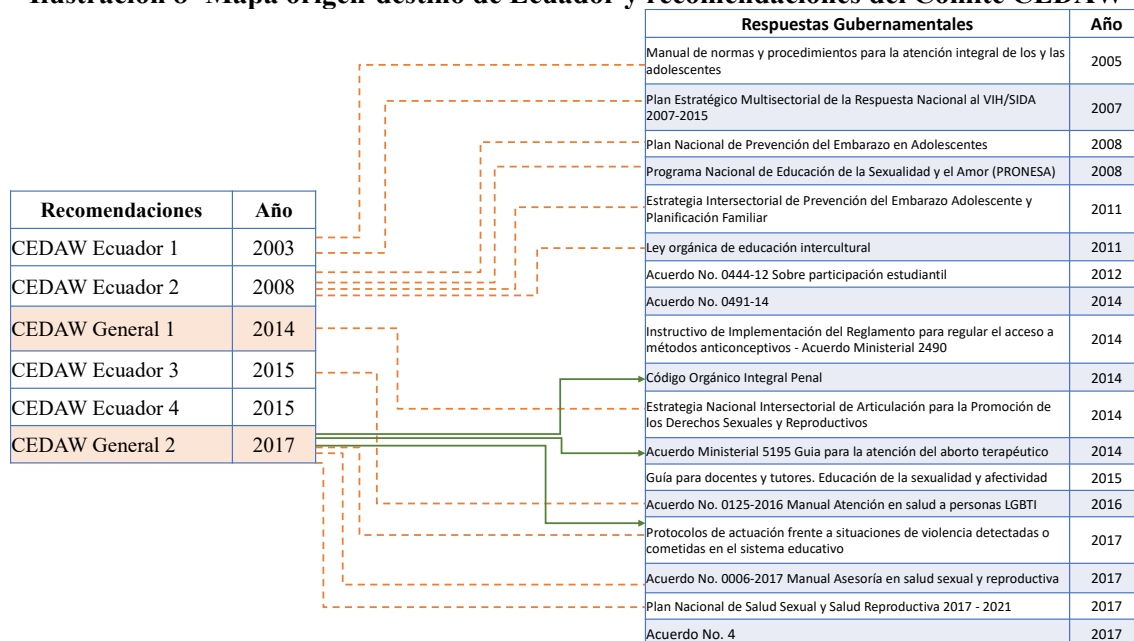 Ilustración 8- Mapa origen-destino de Ecuador y recomendaciones del Comité CEDAW
Recomendaciones Año
CEDAW Ecuador 1 2003
CEDAW Ecuador 2 2008
CEDAW General 1 2014
CEDAW Ecuador 3 2015
CEDAW Ecuador 4 2015
CEDAW General 2 2017
Respuestas Gubernamentales Año
Manual de normas y procedimientos para la atención integral de los y las
adolescentes 2005
Plan Estratégico Multisectorial de la Respuesta Nacional al VIH/SIDA
2007-2015 2007
Plan Nacional de Prevención del Embarazo en Adolescentes 2008
Programa Nacional de Educación de la Sexualidad y el Amor (PRONESA) 2008
Estrategia Intersectorial de Prevención del Embarazo Adolescente y
Planificación Familiar 2011
Ley orgánica de educación intercultural 2011
Acuerdo No. 0444-12 Sobre participación estudiantil 2012
Acuerdo No. 0491-14 2014
Instructivo de Implementación del Reglamento para regular el acceso a
métodos anticonceptivos - Acuerdo Ministerial 2490 2014
Código Orgánico Integral Penal 2014
Estrategia Nacional Intersectorial de Articulación para la Promoción de
los Derechos Sexuales y Reproductivos 2014
Acuerdo Ministerial 5195 Guia para la atención del aborto terapéutico 2014
Guía para docentes y tutores. Educación de la sexualidad y afectividad 2015
Acuerdo No. 0125-2016 Manual Atención en salud a personas LGBTI 2016
Protocolos de actuación frente a situaciones de violencia detectadas o
cometidas en el sistema educativo 2017
Acuerdo No. 0006-2017 Manual Asesoría en salud sexual y reproductiva 2017
Plan Nacional de Salud Sexual y Salud Reproductiva 2017 - 2021 2017
Acuerdo No. 4 2017